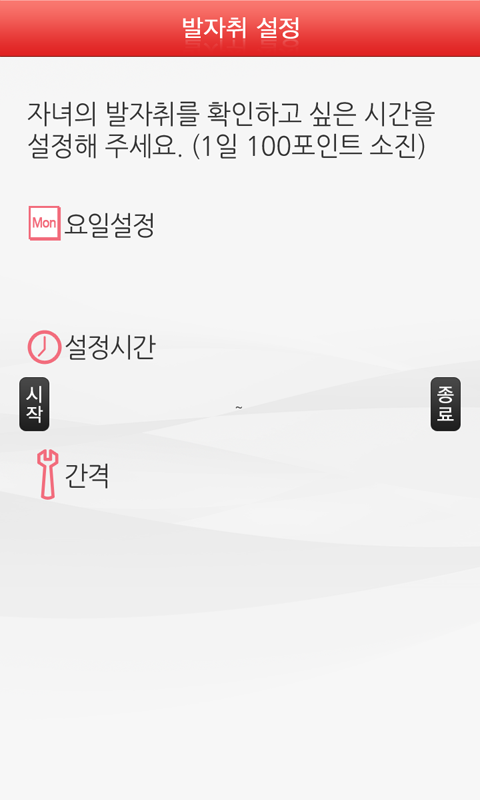 발자취 설정
자녀의 발자취를 확인하고 싶은 시간을
설정해 주세요. (1일 100포인트 소진)
Mon 요일설정
설정시간
시작 ~ 종료
간격